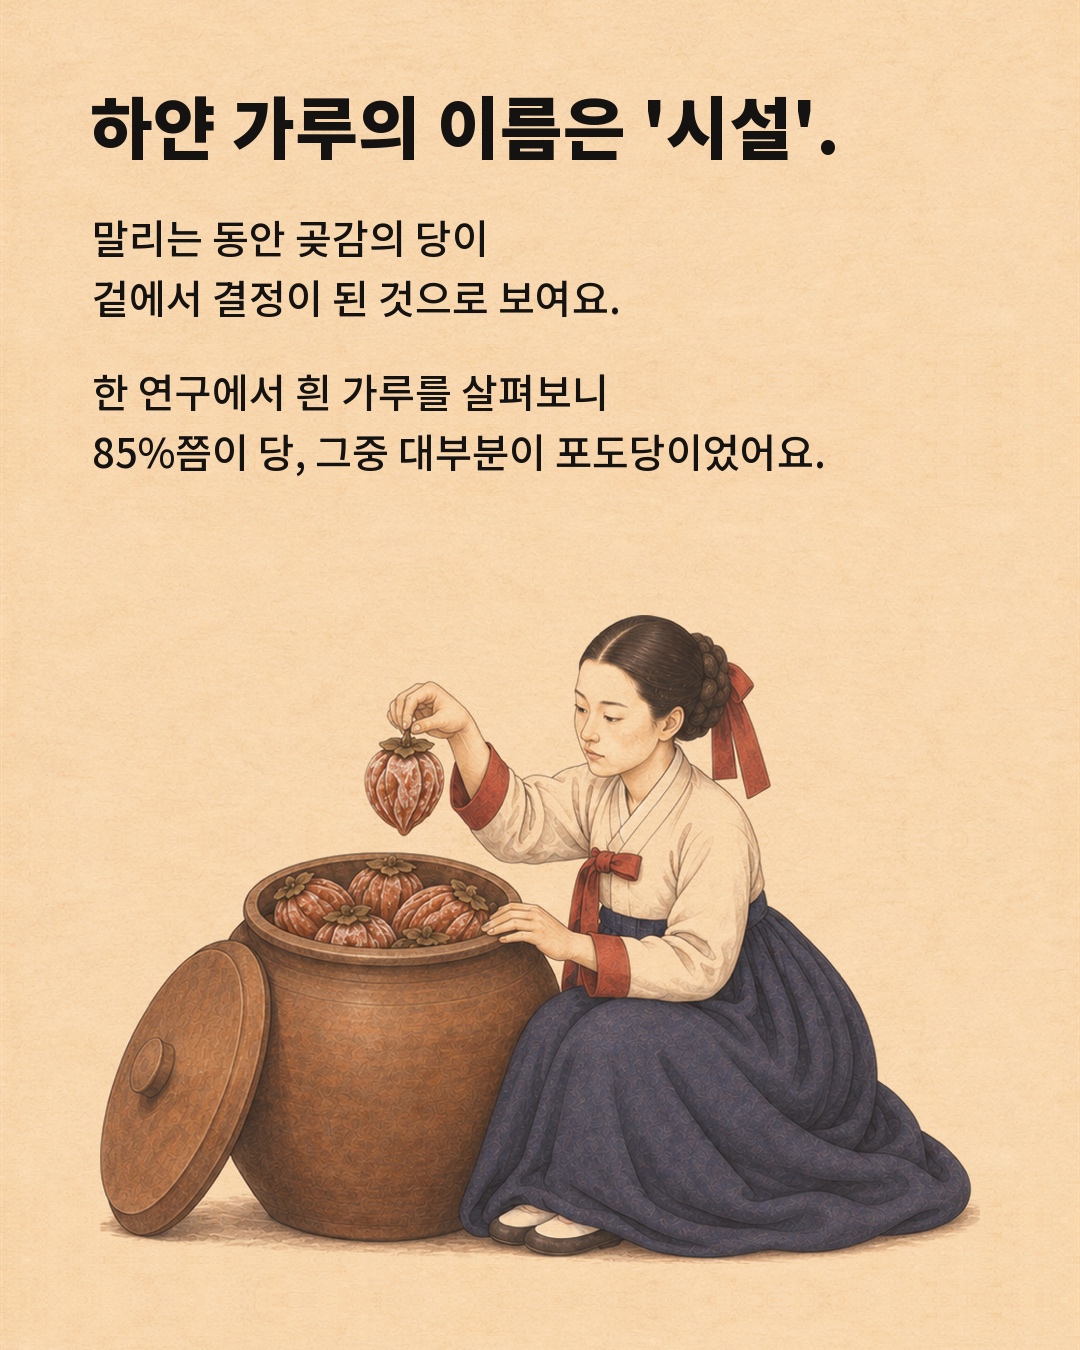 하얀 가루의 이름은 '시설'.
말리는 동안 곶감의 당이
겉에서 결정이 된 것으로 보여요.
한 연구에서 흰 가루를 살펴보니
85%쯤이 당, 그중 대부분이 포도당이었어요.